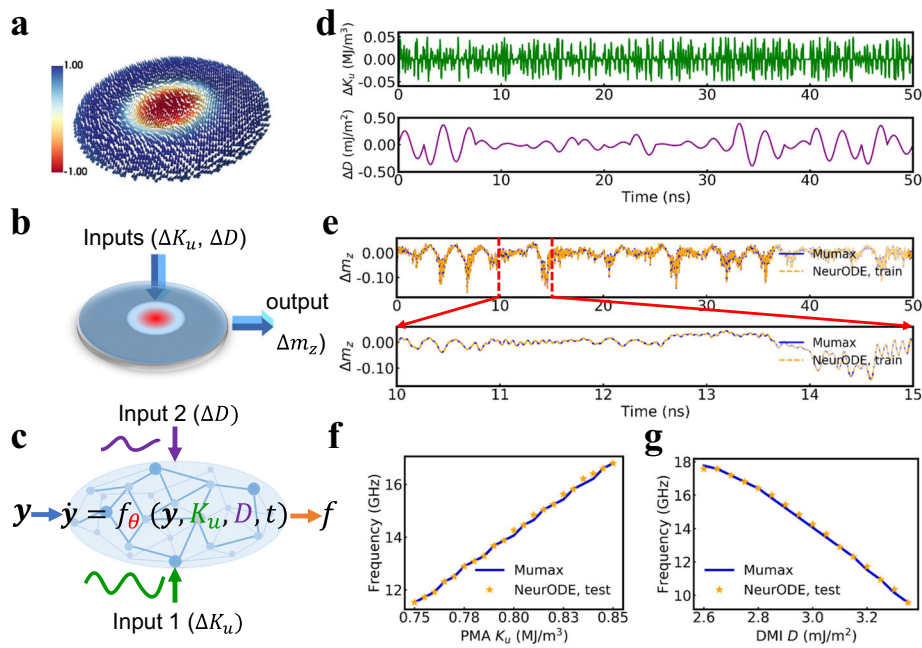 a
1.00
-1.00
b
Inputs (ΔK_u, ΔD)
output
Δm_z)
c
Input 2 (ΔD)
y
ẏ = f_θ (y, K_u, D, t)
f
Input 1 (ΔK_u)
d
ΔK_u (MJ/m³)
0.05
0.00
-0.05
0 10 20 30 40 50
ΔD (mJ/m²)
0.50
0.00
-0.50
0 10 20 30 40 50
Time (ns)
e
Δm_z
0.00
-0.10
Mumax
NeurODE, train
0 10 20 30 40 50
Δm_z
0.00
-0.10
Mumax
NeurODE, train
10 11 12 13 14 15
Time (ns)
f
Frequency (GHz)
16
14
12
Mumax
NeurODE, test
0.75 0.78 0.80 0.83 0.85
PMA K_u (MJ/m³)
g
Frequency (GHz)
18
16
14
12
10
Mumax
NeurODE, test
2.6 2.8 3.0 3.2
DMI D (mJ/m²)